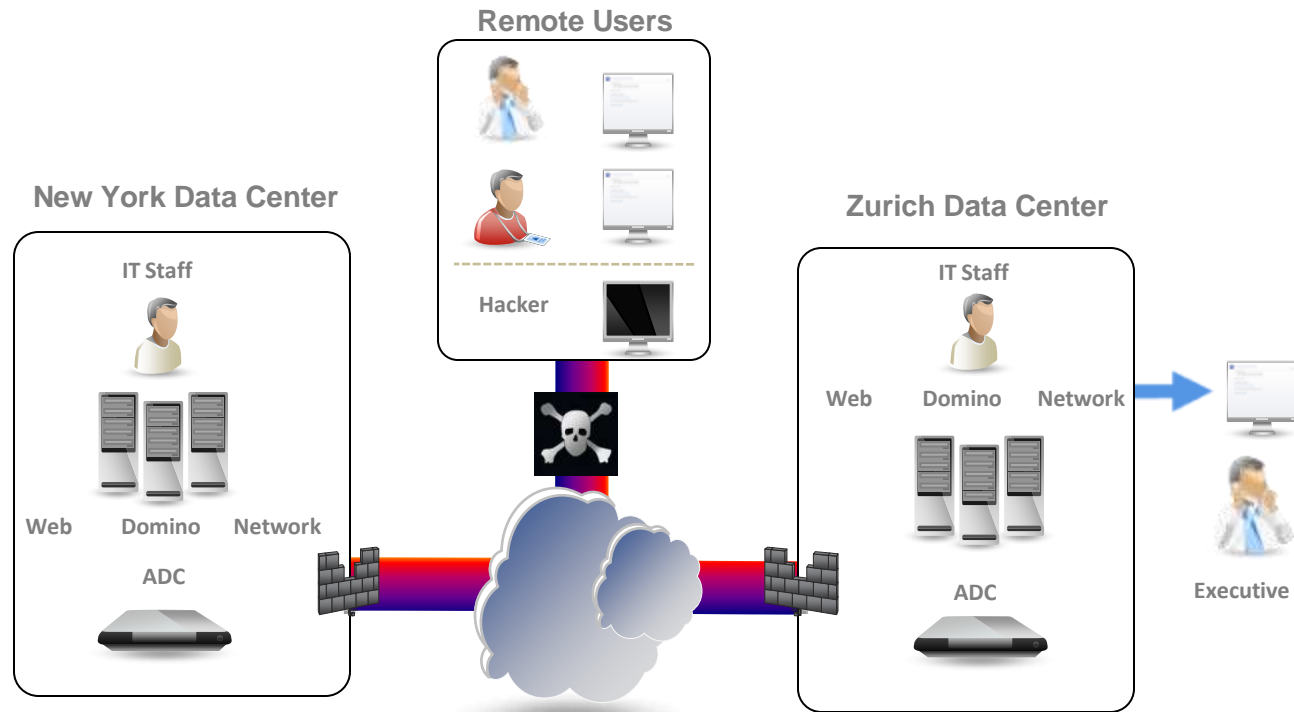 Remote Users
New York Data Center
Zurich Data Center
IT Staff
IT Staff
Hacker
Web Domino Network
Web Domino Network
ADC
ADC
Executive